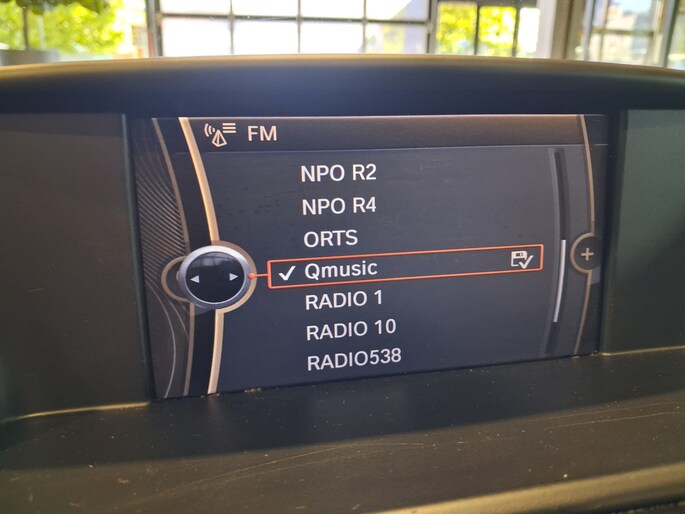 FM
NPO R2
NPO R4
ORTS
Qmusic
RADIO 1
RADIO 10
RADIO538